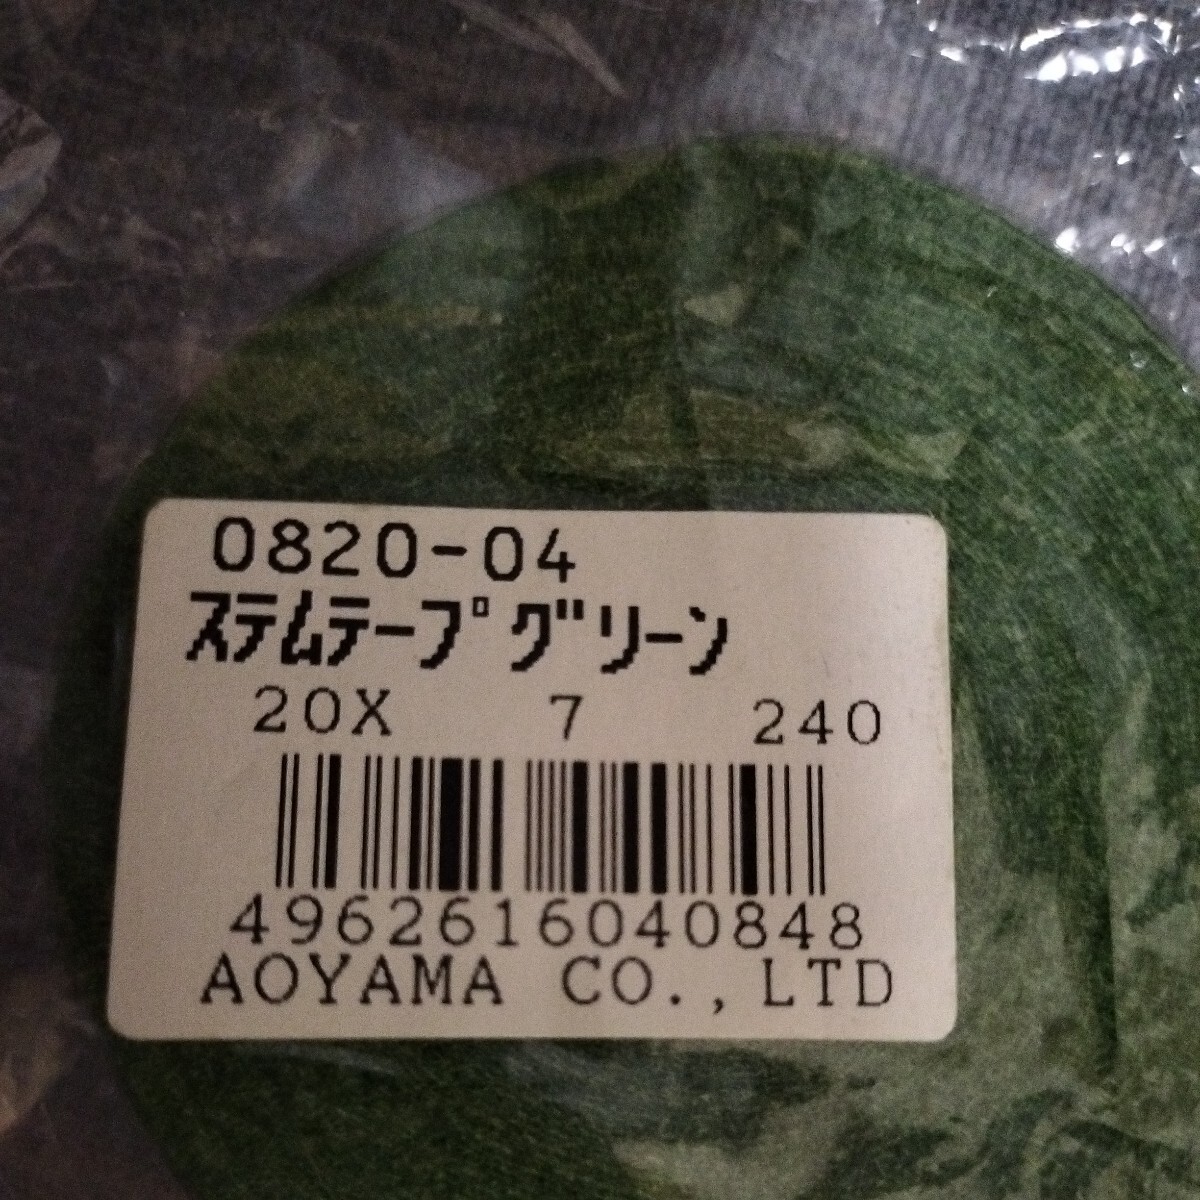 0820-04
ｽﾃﾑﾃｰﾌﾟｸﾞﾘｰﾝ
20X 7 240
4962616040848
AOYAMA CO.,LTD